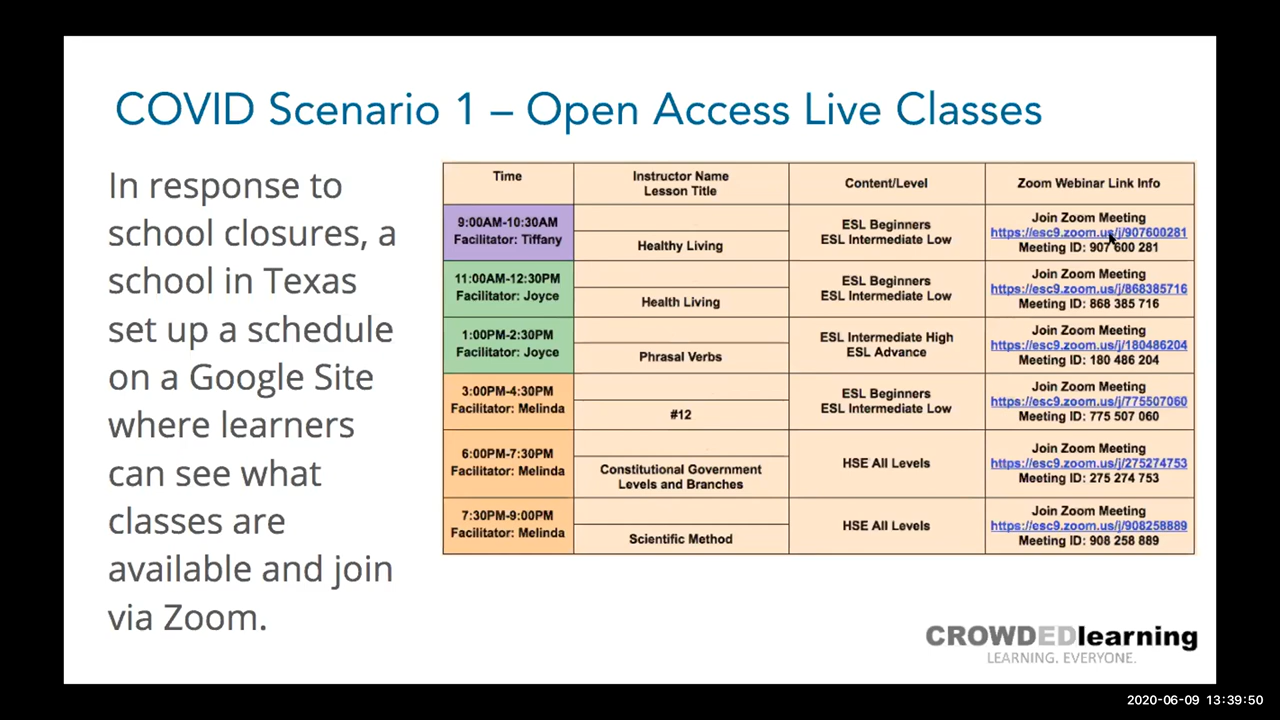 COVID Scenario 1 – Open Access Live Classes
In response to
school closures, a
school in Texas
set up a schedule
on a Google Site
where learners
can see what
classes are
available and join
via Zoom.
Time
Instructor Name
Lesson Title
Content/Level
Zoom Webinar Link Info
9:00AM-10:30AM
Facilitator: Tiffany
Healthy Living
ESL Beginners
ESL Intermediate Low
Join Zoom Meeting
https://esc9.zoom.us/j/907600281
Meeting ID: 907 600 281
11:00AM-12:30PM
Facilitator: Joyce
Health Living
ESL Beginners
ESL Intermediate Low
Join Zoom Meeting
https://esc9.zoom.us/j/868385716
Meeting ID: 868 385 716
1:00PM-2:30PM
Facilitator: Joyce
Phrasal Verbs
ESL Intermediate High
ESL Advance
Join Zoom Meeting
https://esc9.zoom.us/j/180486204
Meeting ID: 180 486 204
3:00PM-4:30PM
Facilitator: Melinda
#12
ESL Beginners
ESL Intermediate Low
Join Zoom Meeting
https://esc9.zoom.us/j/775507060
Meeting ID: 775 507 060
6:00PM-7:30PM
Facilitator: Melinda
Constitutional Government
Levels and Branches
HSE All Levels
Join Zoom Meeting
https://esc9.zoom.us/j/275274753
Meeting ID: 275 274 753
7:30PM-9:00PM
Facilitator: Melinda
Scientific Method
HSE All Levels
Join Zoom Meeting
https://esc9.zoom.us/j/908258889
Meeting ID: 908 258 889
CROWDEDlearning
LEARNING. EVERYONE.
2020-06-09 13:39:50